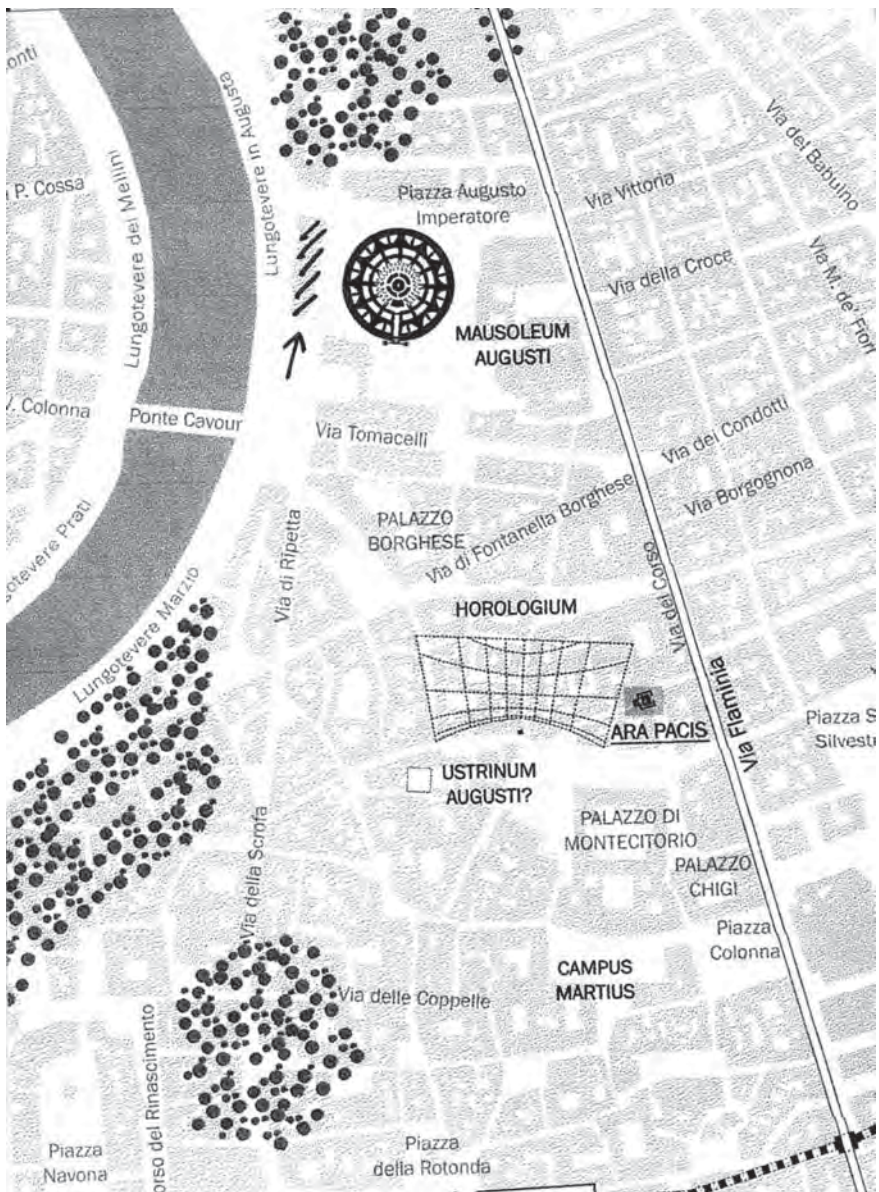 onti
P. Cossa
Lungotevere dei Mellini
Lungotevere in Augusta
Piazza Augusto
Imperatore
Via Vittoria
Via del Babuino
Via della Croce
Via M. de' Fiori
MAUSOLEUM
AUGUSTI
Colonna
Ponte Cavour
Via Tomacelli
Via dei Condotti
Via Borgognona
gotevere Prati
PALAZZO
BORGHESE
Via di Fontanella Borghese
Via di Ripetta
Lungotevere Marzio
HOROLOGIUM
Via del Corso
Via Flaminia
ARA PACIS
Piazza S
Silvestr
USTRINUM
AUGUSTI?
PALAZZO DI
MONTECITORIO
PALAZZO
CHIGI
Via della Scrofa
Piazza
Colonna
CAMPUS
MARTIUS
Via delle Coppelle
orso del Rinascimento
Piazza
Navona
Piazza
della Rotonda